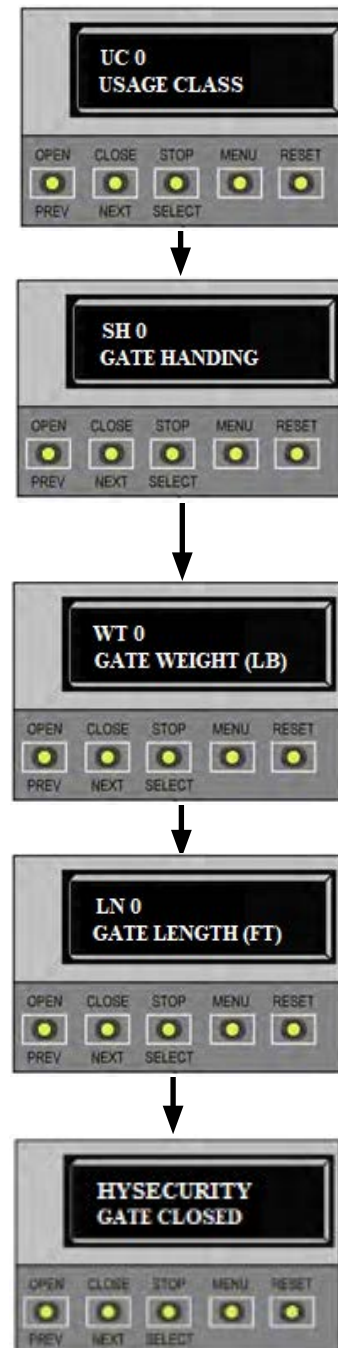 UC 0
USAGE CLASS
OPEN CLOSE STOP MENU RESET
PREV NEXT SELECT
SH 0
GATE HANDING
OPEN CLOSE STOP MENU RESET
PREV NEXT SELECT
WT 0
GATE WEIGHT (LB)
OPEN CLOSE STOP MENU RESET
PREV NEXT SELECT
LN 0
GATE LENGTH (FT)
OPEN CLOSE STOP MENU RESET
PREV NEXT SELECT
HYSECURITY
GATE CLOSED
OPEN CLOSE STOP MENU RESET
PREV NEXT SELECT